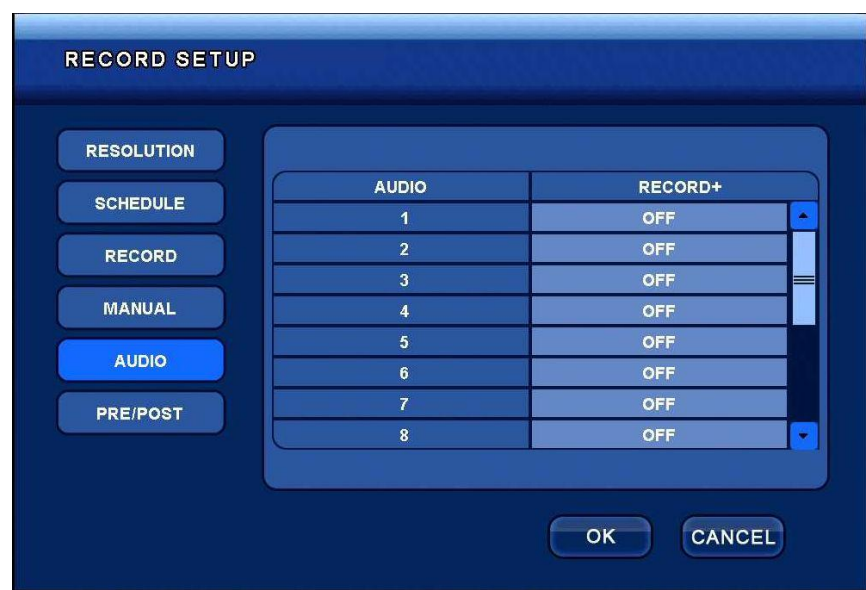 RECORD SETUP
RESOLUTION
SCHEDULE
RECORD
MANUAL
AUDIO
PRE/POST
AUDIO RECORD+
1 OFF
2 OFF
3 OFF
4 OFF
5 OFF
6 OFF
7 OFF
8 OFF
OK CANCEL